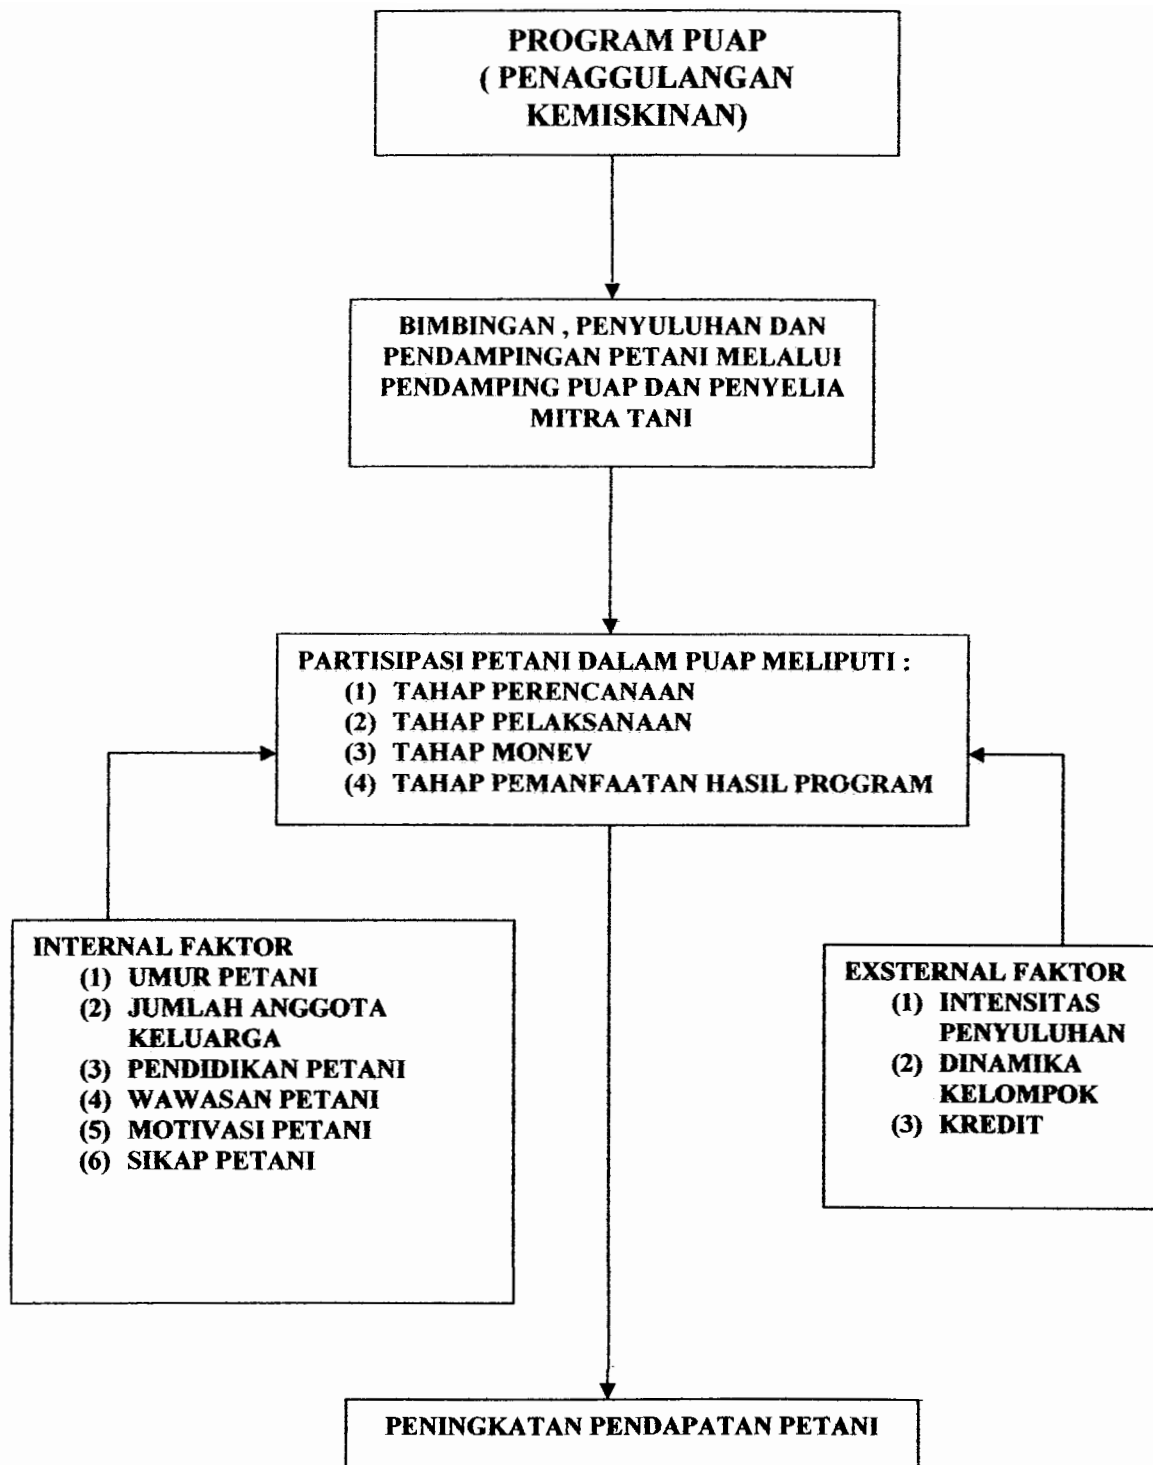 PROGRAM PUAP
( PENAGGULANGAN
KEMISKINAN)
BIMBINGAN , PENYULUHAN DAN
PENDAMPINGAN PETANI MELALUI
PENDAMPING PUAP DAN PENYELIA
MITRA TANI
PARTISIPASI PETANI DALAM PUAP MELIPUTI :
(1) TAHAP PERENCANAAN
(2) TAHAP PELAKSANAAN
(3) TAHAP MONEV
(4) TAHAP PEMANFAATAN HASIL PROGRAM
INTERNAL FAKTOR
(1) UMUR PETANI
(2) JUMLAH ANGGOTA
KELUARGA
(3) PENDIDIKAN PETANI
(4) WAWASAN PETANI
(5) MOTIVASI PETANI
(6) SIKAP PETANI
EXSTERNAL FAKTOR
(1) INTENSITAS
PENYULUHAN
(2) DINAMIKA
KELOMPOK
(3) KREDIT
PENINGKATAN PENDAPATAN PETANI